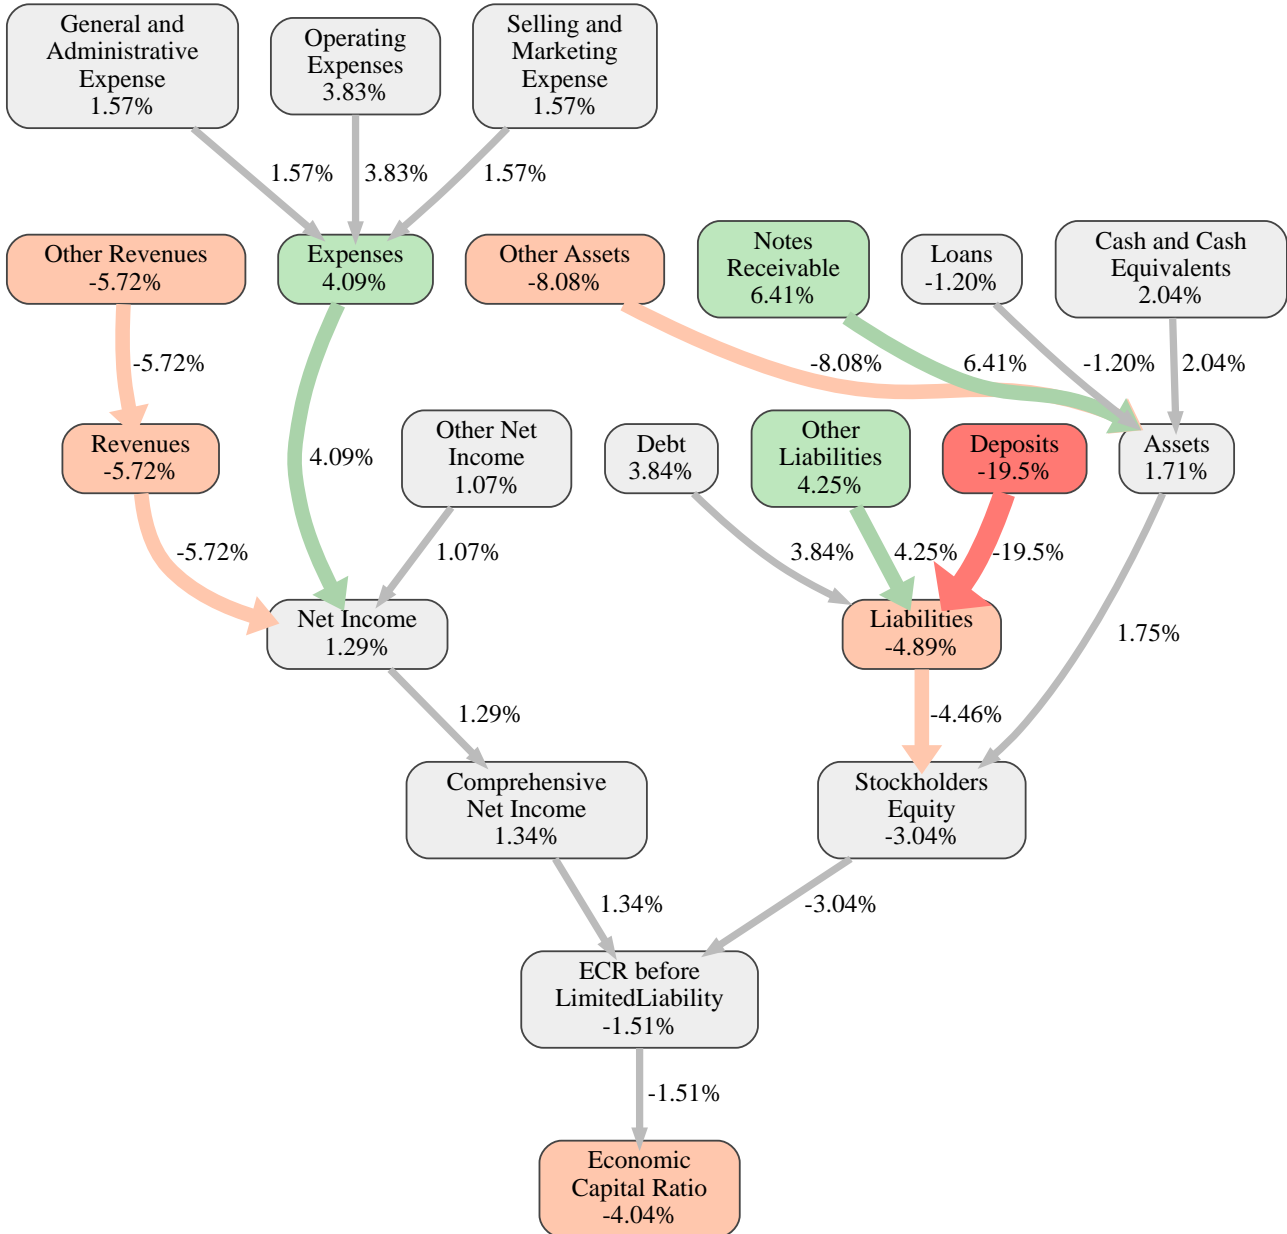 General and
Administrative
Expense
1.57%
Operating
Expenses
3.83%
Selling and
Marketing
Expense
1.57%
1.57%
3.83%
1.57%
Other Revenues
-5.72%
Expenses
4.09%
Other Assets
-8.08%
Notes
Receivable
6.41%
Loans
-1.20%
Cash and Cash
Equivalents
2.04%
-5.72%
-8.08%
6.41%
-1.20%
2.04%
Revenues
-5.72%
4.09%
Other Net
Income
1.07%
Debt
3.84%
Other
Liabilities
4.25%
Deposits
-19.5%
Assets
1.71%
-5.72%
1.07%
3.84%
4.25%
-19.5%
Net Income
1.29%
Liabilities
-4.89%
1.75%
1.29%
-4.46%
Comprehensive
Net Income
1.34%
Stockholders
Equity
-3.04%
1.34%
-3.04%
ECR before
LimitedLiability
-1.51%
-1.51%
Economic
Capital Ratio
-4.04%